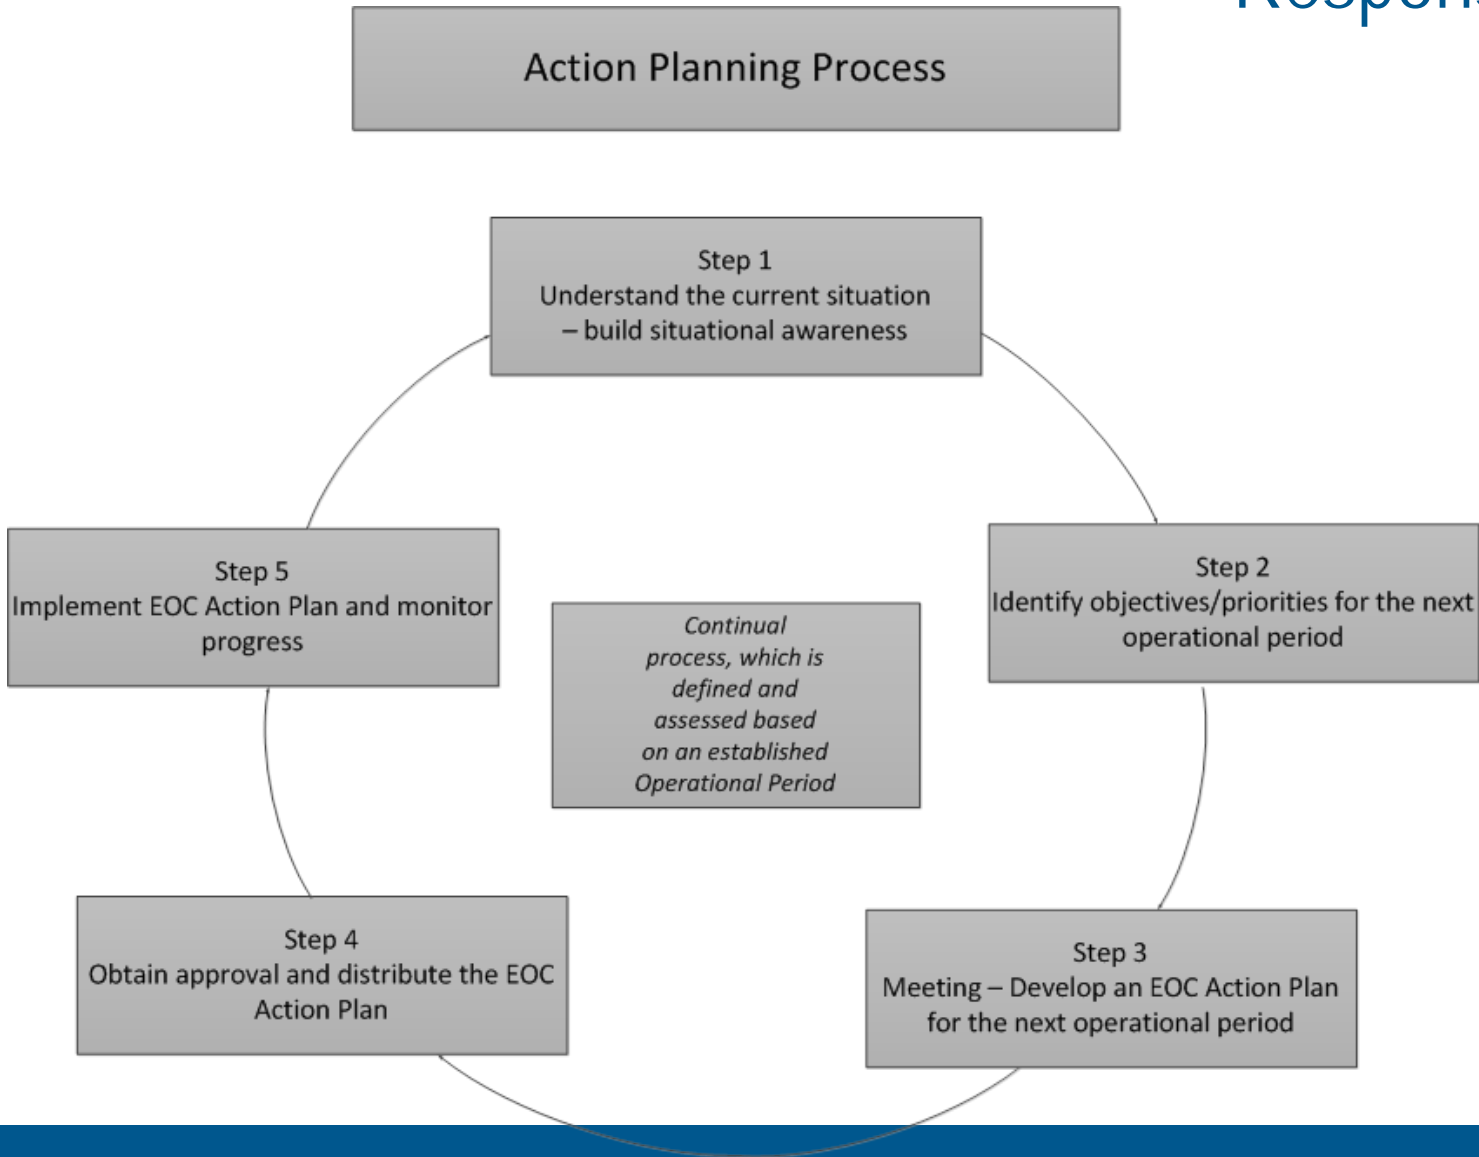 Action Planning Process
Step 1
Understand the current situation
– build situational awareness
Step 2
Identify objectives/priorities for the next
operational period
Step 3
Meeting – Develop an EOC Action Plan
for the next operational period
Step 4
Obtain approval and distribute the EOC
Action Plan
Step 5
Implement EOC Action Plan and monitor
progress
Continual
process, which is
defined and
assessed based
on an established
Operational Period